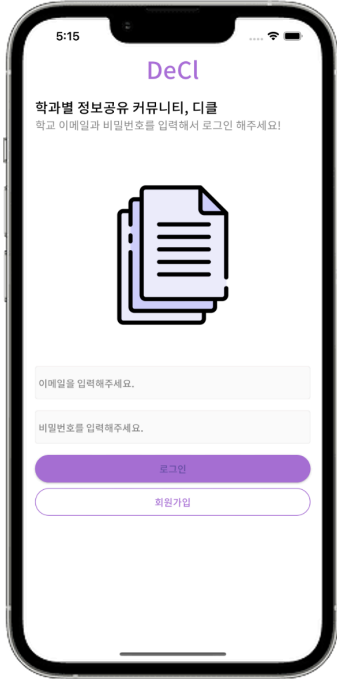 5:15
DeCl
학과별 정보공유 커뮤니티, 디클
학교 이메일과 비밀번호를 입력해서 로그인 해주세요!
이메일을 입력해주세요.
비밀번호를 입력해주세요.
로그인
회원가입